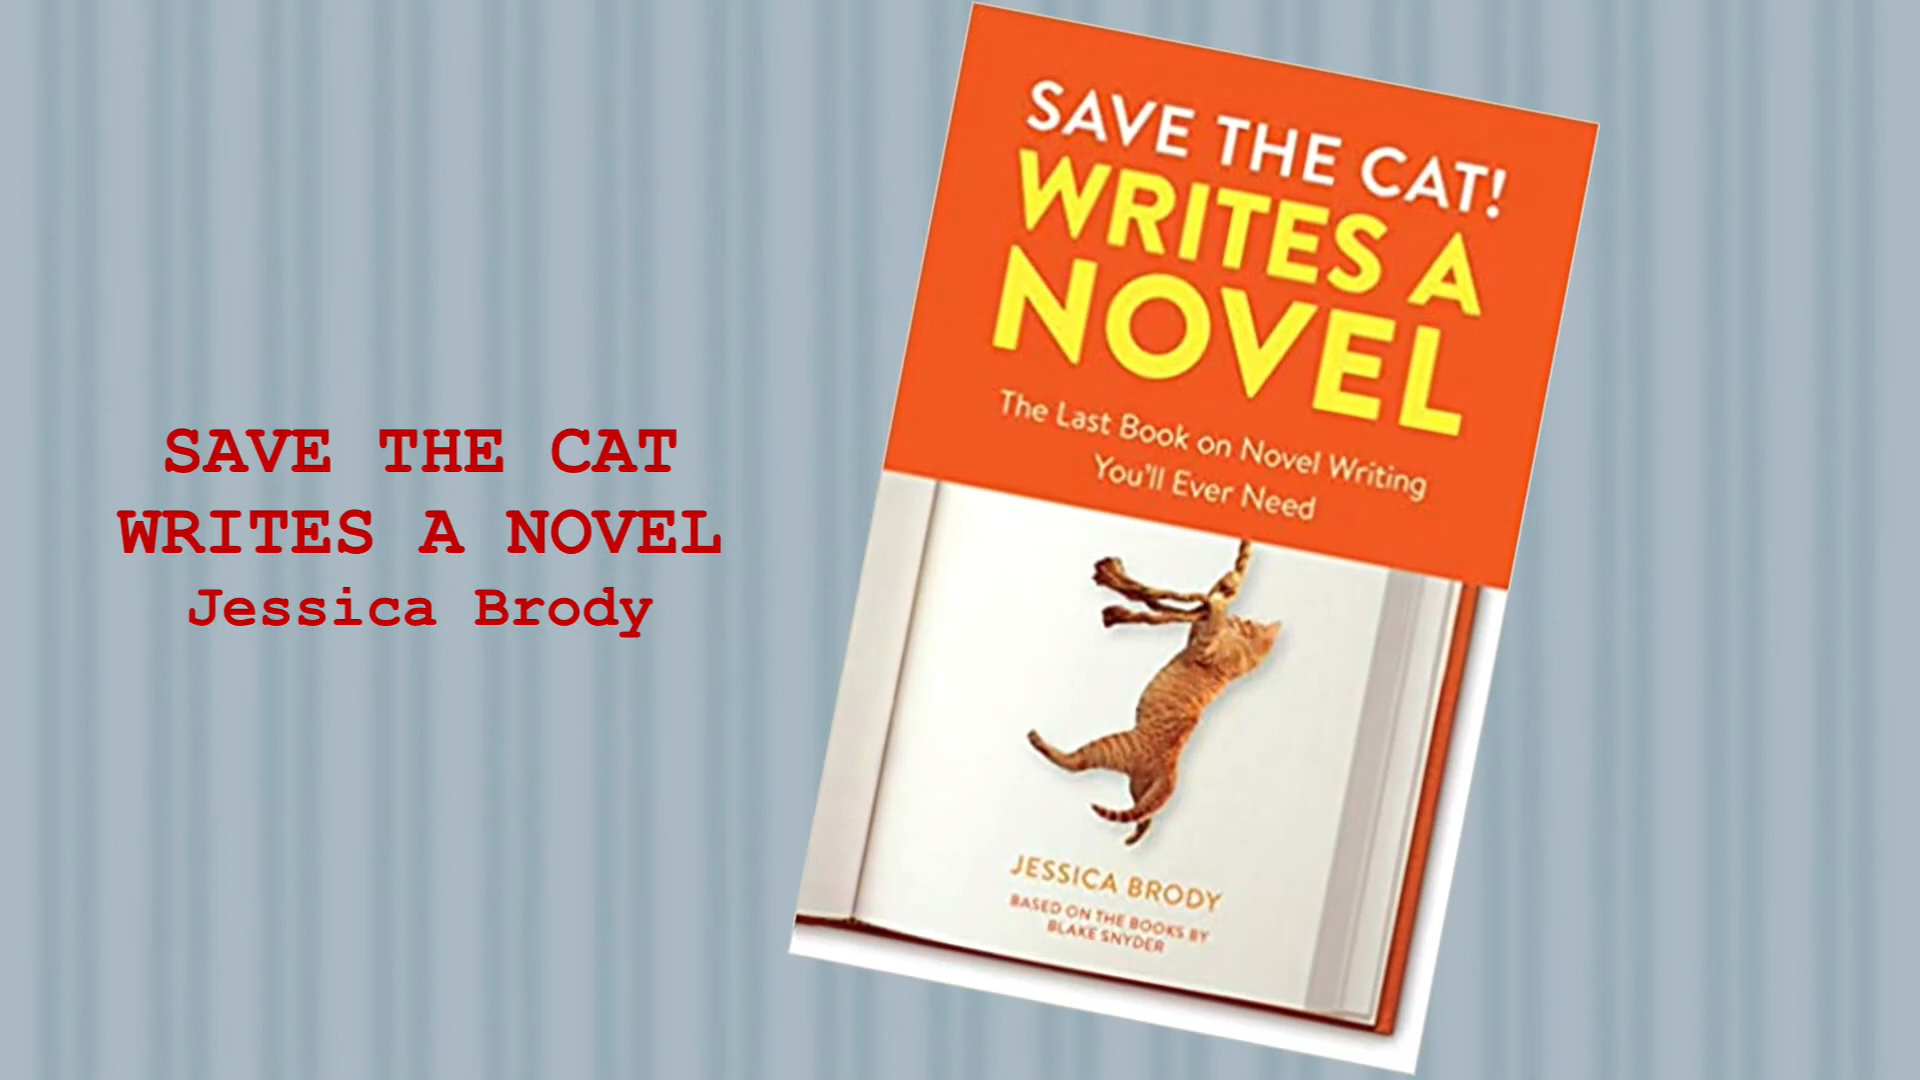 SAVE THE CAT
WRITES A NOVEL
Jessica Brody
SAVE THE CAT!
WRITES A
NOVEL
The Last Book on Novel Writing
You'll Ever Need
JESSICA BRODY
BASED ON THE BOOKS BY
BLAKE SNYDER